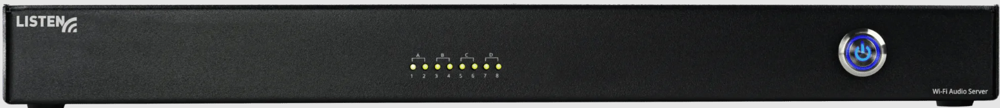 LISTEN
A B C D
1 2 3 4 5 6 7 8
Wi-Fi Audio Server